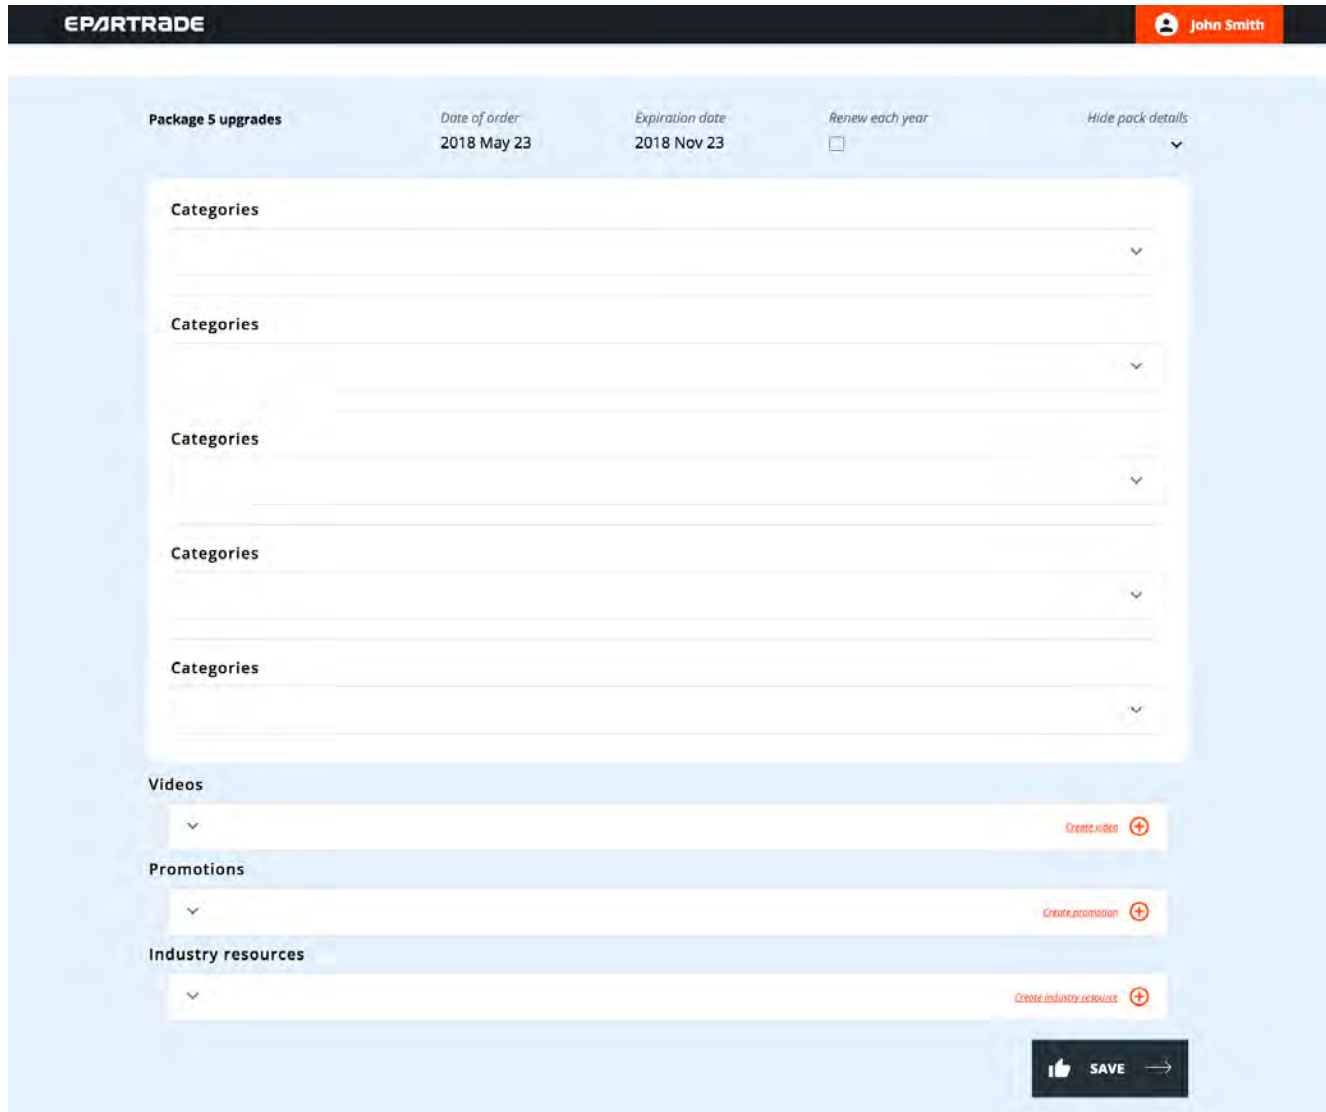 EPARTRADE
John Smith
Package 5 upgrades
Date of order
Expiration date
Renew each year
Hide pack details
2018 May 23
2018 Nov 23
Categories
Categories
Categories
Categories
Categories
Videos
Create video
Promotions
Create promotion
Industry resources
Create industry resource
SAVE